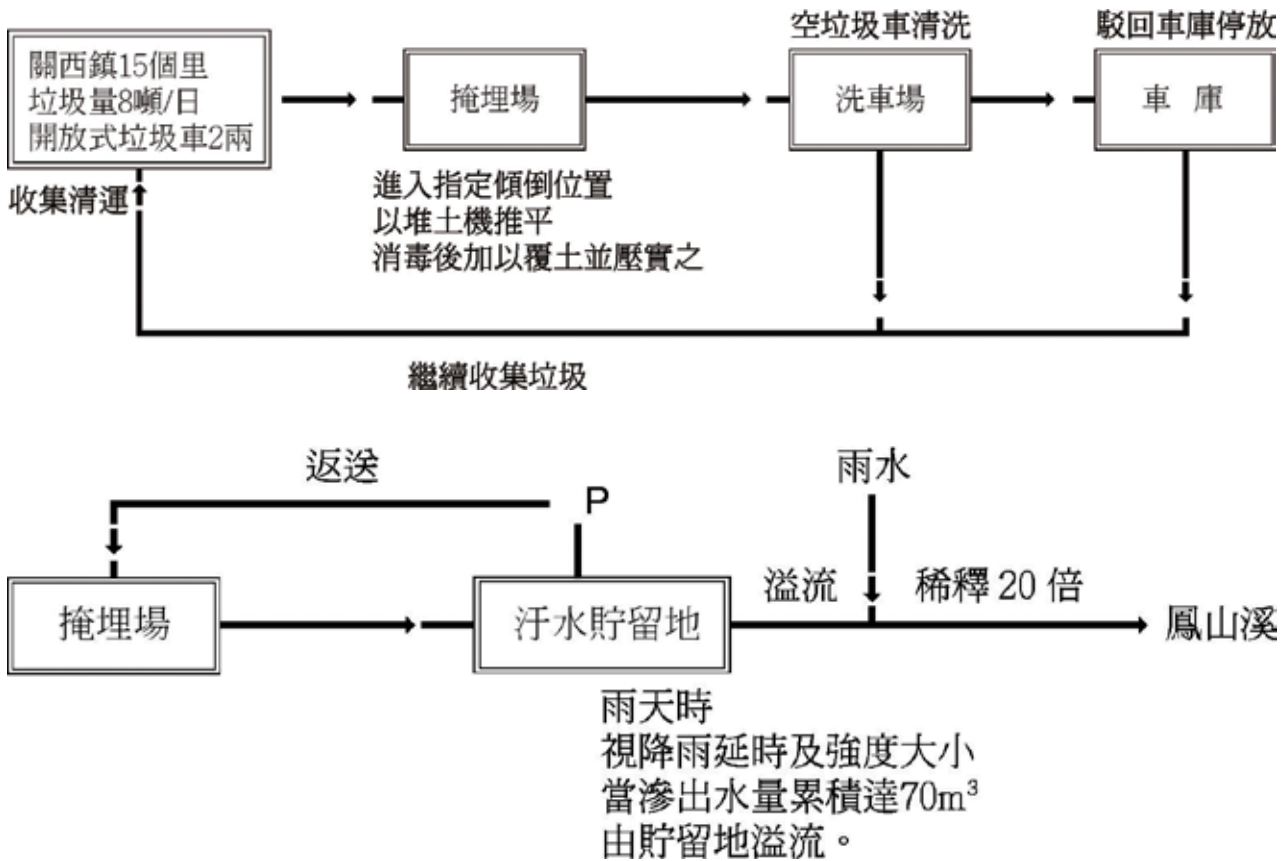 空垃圾車清洗
駁回車庫停放
關西鎮15個里
垃圾量8噸/日
開放式垃圾車2兩
掩埋場
洗車場
車庫
收集清運
進入指定傾倒位置
以堆土機推平
消毒後加以覆土並壓實之
繼續收集垃圾
返送
P
雨水
掩埋場
汙水貯留地
溢流
稀釋20倍
鳳山溪
雨天時
視降雨延時及強度大小
當滲出水量累積達70m³
由貯留地溢流。